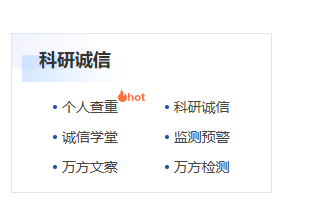 科研诚信
hot
个人查重 科研诚信
诚信学堂 监测预警
万方文察 万方检测